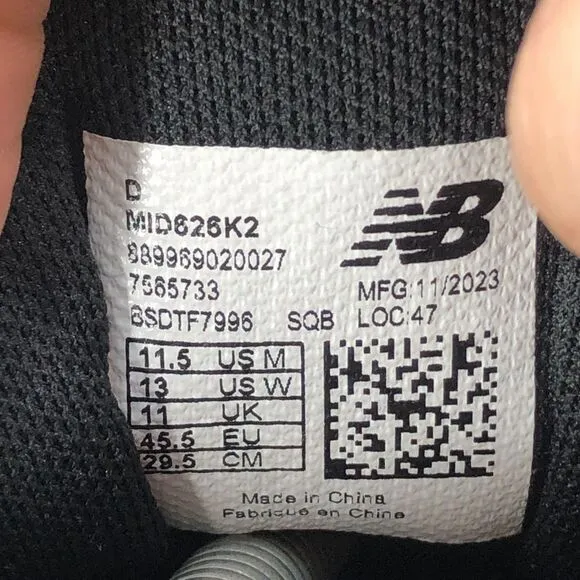 D
MID626K2
889969020027
7565733
BSDTF7996 SQB
NB
MFG:11/2023
LOC:47
11.5 US M
13 US W
11 UK
45.5 EU
29.5 CM
Made in China
Fabriqué en Chine